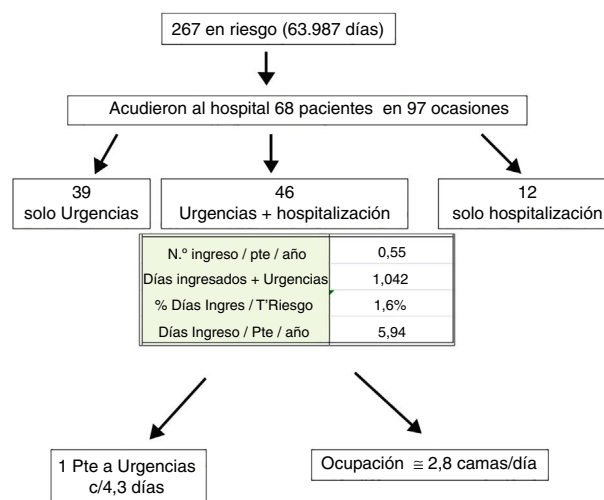 267 en riesgo (63.987 días)
Acudieron al hospital 68 pacientes en 97 ocasiones
39
solo Urgencias
46
Urgencias + hospitalización
12
solo hospitalización
N.º ingreso / pte / año 0,55
Días ingresados + Urgencias 1,042
% Días Ingres / T'Riesgo 1,6%
Días Ingreso / Pte / año 5,94
1 Pte a Urgencias
c/4,3 días
Ocupación ≅ 2,8 camas/día